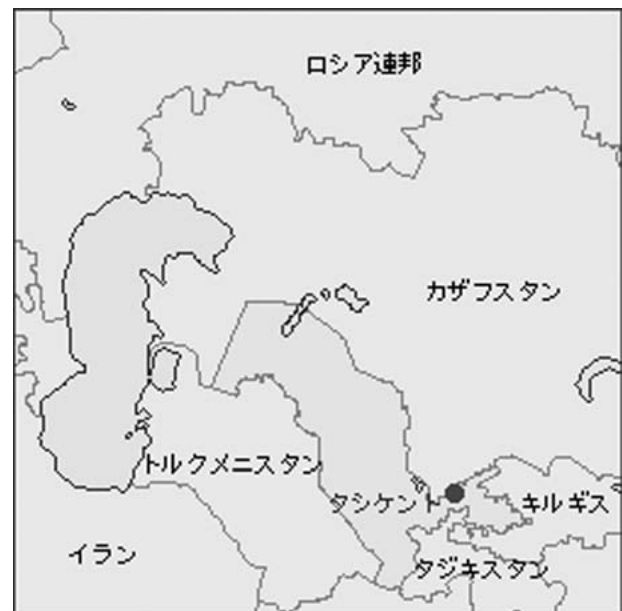 ロシア連邦
カザフスタン
トルクメニスタン
タシケント
キルギス
イラン
タジキスタン